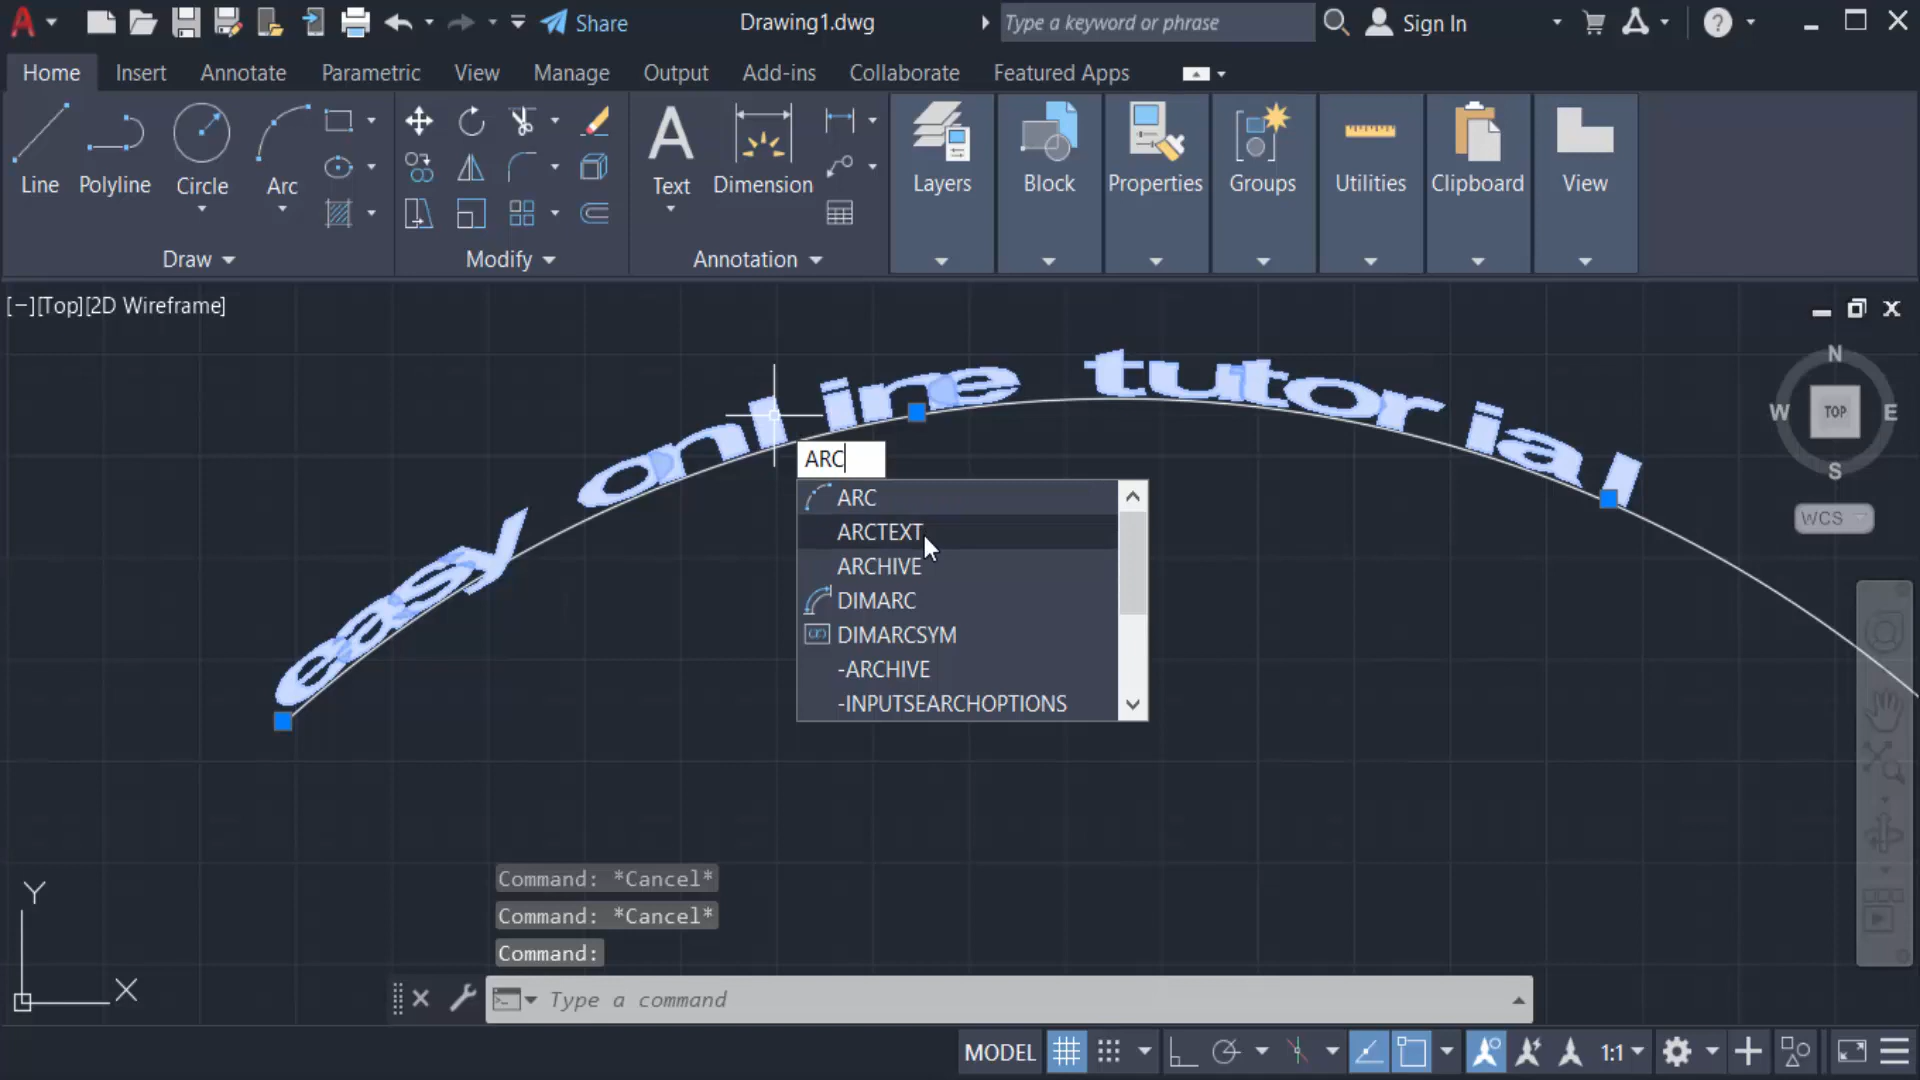 Share
Drawing1.dwg
Type a keyword or phrase
Sign In
Home
Insert
Annotate
Parametric
View
Manage
Output
Add-ins
Collaborate
Featured Apps
Line
Polyline
Circle
Arc
Text
Dimension
Layers
Block
Properties
Groups
Utilities
Clipboard
View
Draw
Modify
Annotation
[−][Top][2D Wireframe]
easy online tutorial
N
W
TOP
E
S
WCS
ARC
ARC
ARCTEXT
ARCHIVE
DIMARC
DIMARCSYM
-ARCHIVE
-INPUTSEARCHOPTIONS
Command: *Cancel*
Command: *Cancel*
Command:
Y
X
Type a command
MODEL
1:1